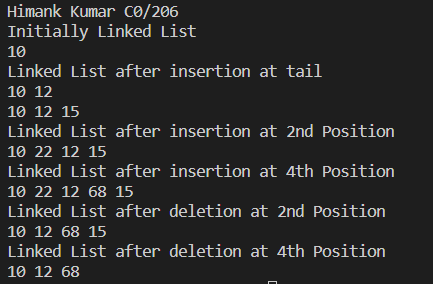 Himank Kumar C0/206
Initially Linked List
10
Linked List after insertion at tail
10 12
10 12 15
Linked List after insertion at 2nd Position
10 22 12 15
Linked List after insertion at 4th Position
10 22 12 68 15
Linked List after deletion at 2nd Position
10 12 68 15
Linked List after deletion at 4th Position
10 12 68